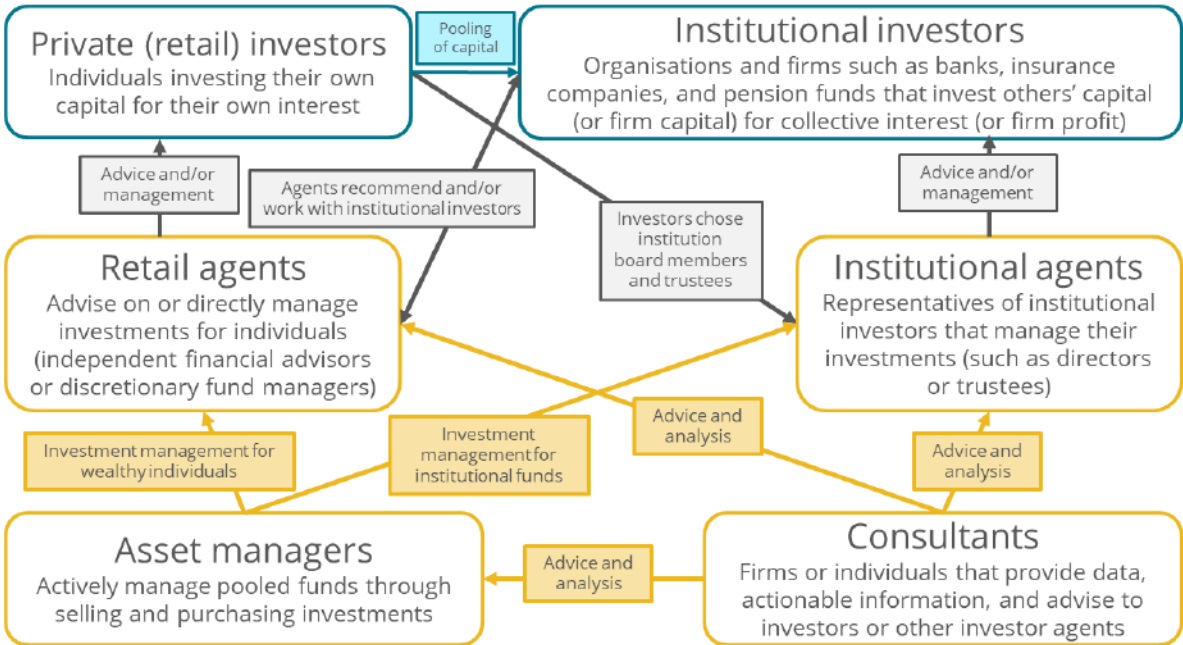 Private (retail) investors
Individuals investing their own
capital for their own interest
Pooling
of capital
Institutional investors
Organisations and firms such as banks, insurance
companies, and pension funds that invest others’ capital
(or firm capital) for collective interest (or firm profit)
Advice and/or
management
Agents recommend and/or
work with institutional investors
Investors chose
institution
board members
and trustees
Advice and/or
management
Retail agents
Advise on or directly manage
investments for individuals
(independent financial advisors
or discretionary fund managers)
Institutional agents
Representatives of institutional
investors that manage their
investments (such as directors
or trustees)
Investment management for
wealthy individuals
Investment
management for
institutional funds
Advice and
analysis
Advice and
analysis
Asset managers
Actively manage pooled funds through
selling and purchasing investments
Advice and
analysis
Consultants
Firms or individuals that provide data,
actionable information, and advise to
investors or other investor agents